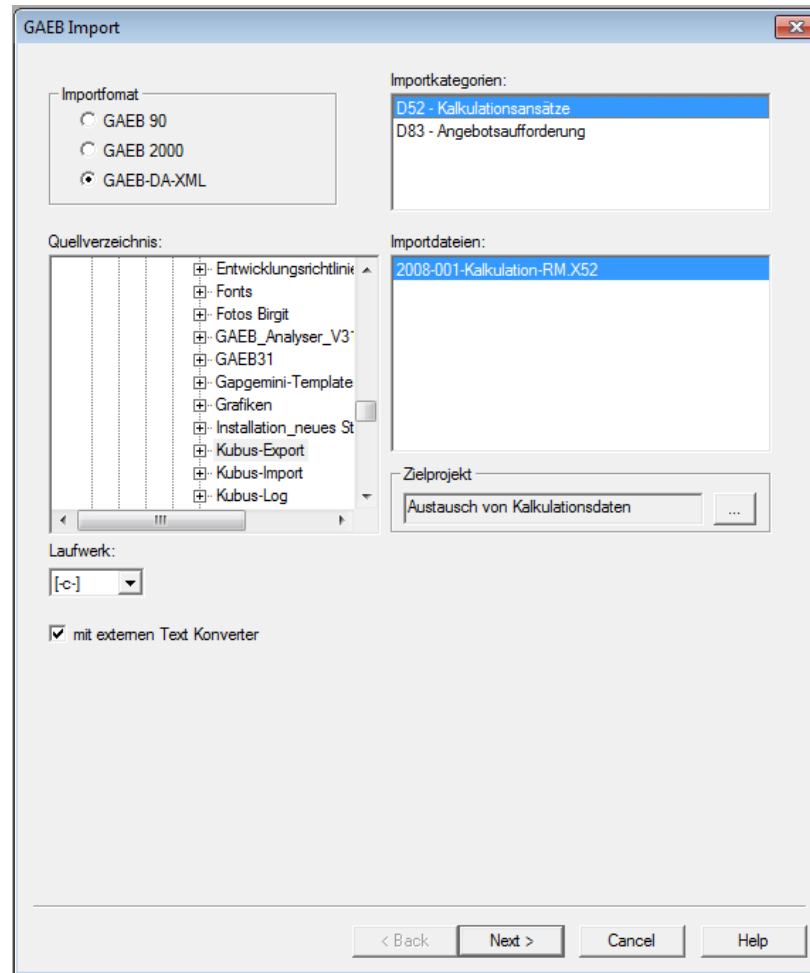 GAEB Import
Importfomat
GAEB 90
GAEB 2000
GAEB-DA-XML
Importkategorien:
D52 - Kalkulationsansätze
D83 - Angebotsaufforderung
Quellverzeichnis:
Entwicklungsrichtlinie
Fonts
Fotos Birgit
GAEB_Analyser_V3
GAEB31
Gapgemini-Template
Grafiken
Installation_neues St
Kubus-Export
Kubus-Import
Kubus-Log
Importdateien:
2008-001-Kalkulation-RM.X52
Zielprojekt
Austausch von Kalkulationsdaten
...
Laufwerk:
[-c-]
mit externen Text Konverter
< Back
Next >
Cancel
Help